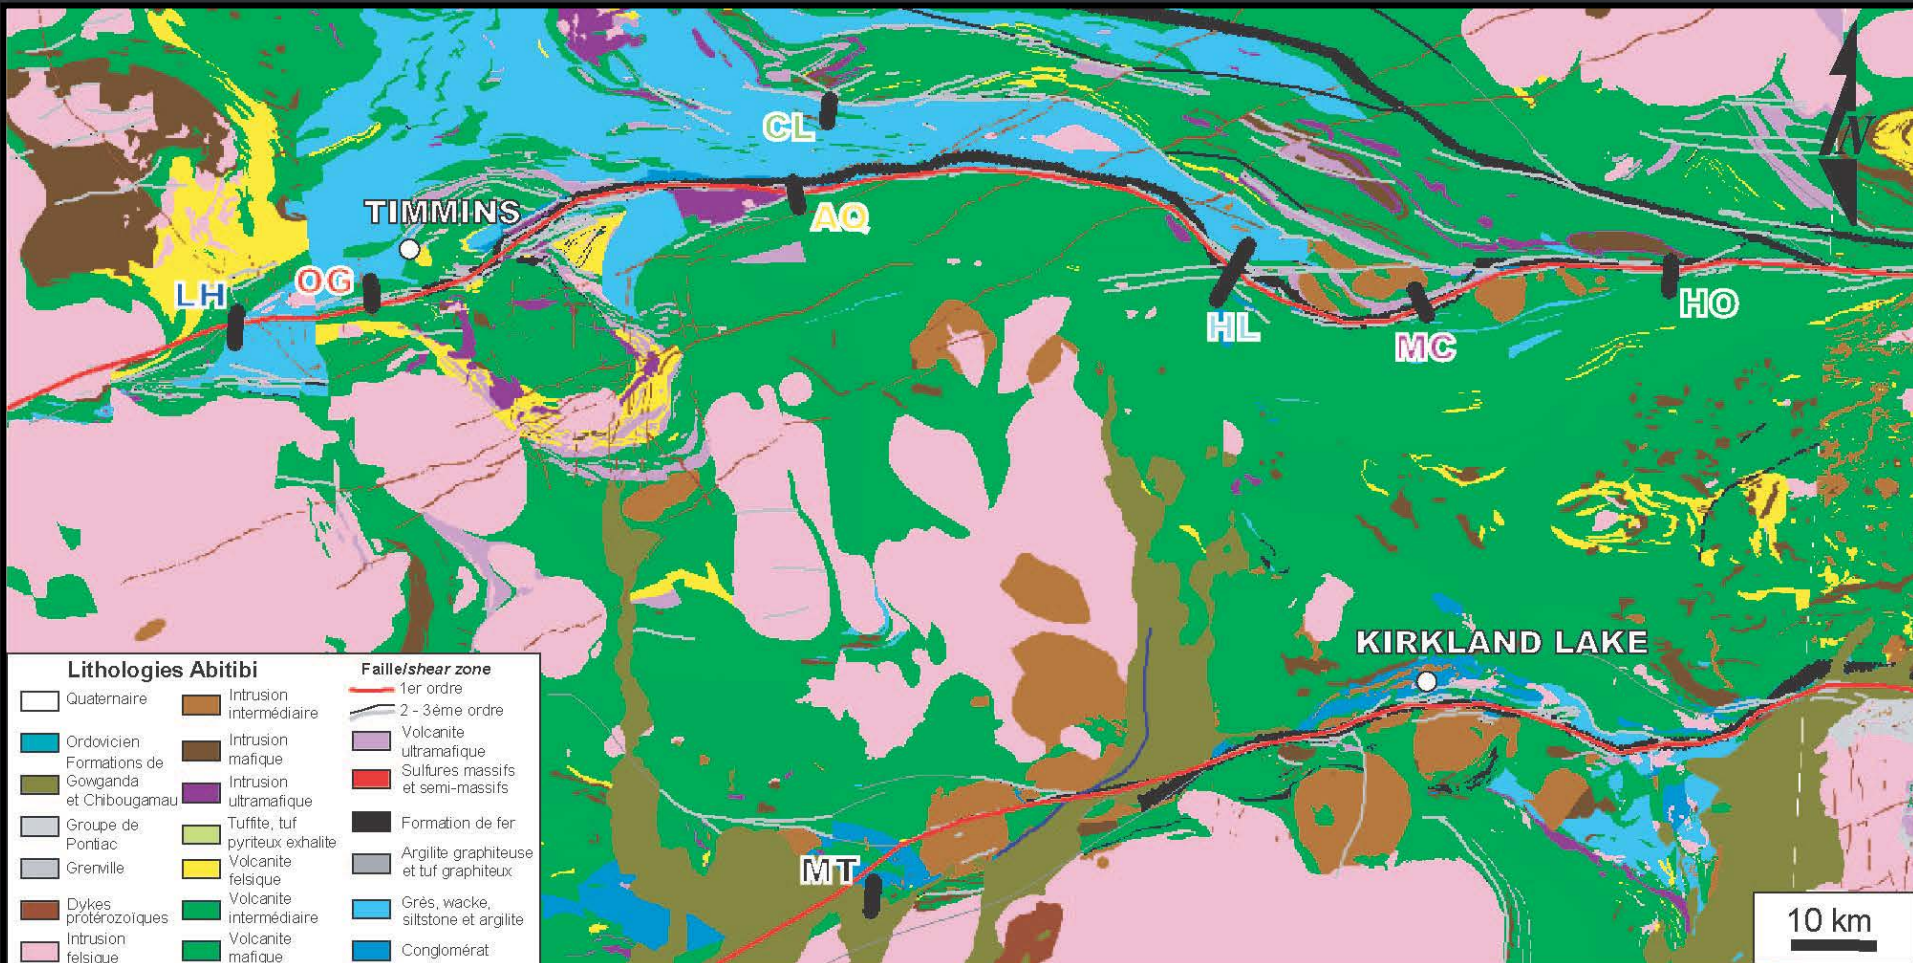 N
CL
TIMMINS
AQ
LH
OG
HL
MC
HO
KIRKLAND LAKE
MT
Lithologies Abitibi
Quaternaire
Ordovicien
Formations de
Gowganda
et Chibougamau
Groupe de
Pontiac
Grenville
Dykes
protérozoïques
Intrusion
felsique
Intrusion
intermédiaire
Intrusion
mafique
Intrusion
ultramafique
Tuffite, tuf
pyriteux exhalite
Volcanite
felsique
Volcanite
intermédiaire
Volcanite
mafique
Faille/shear zone
1er ordre
2 - 3éme ordre
Volcanite
ultramafique
Sulfures massifs
et semi-massifs
Formation de fer
Argilite graphiteuse
et tuf graphiteux
Grès, wacke,
siltstone et argilite
Conglomérat
10 km